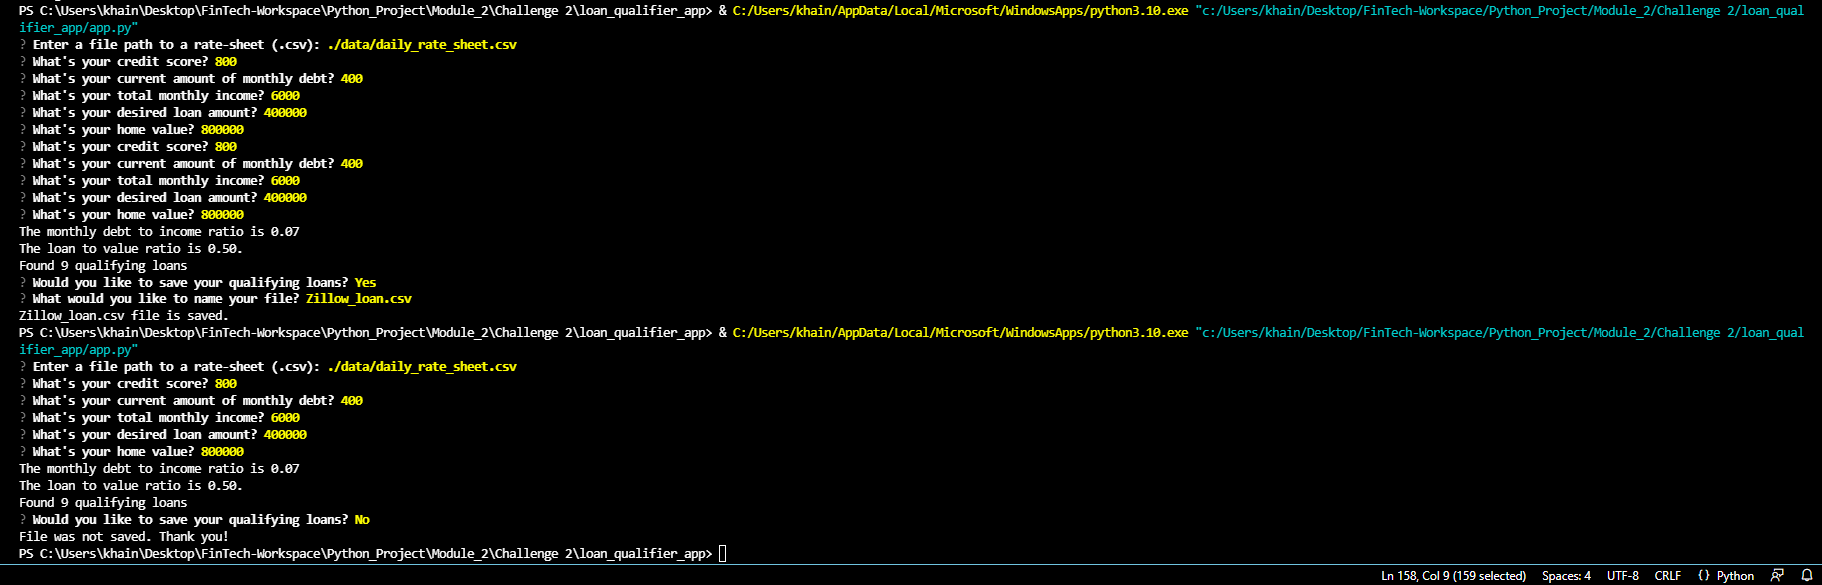 PS C:\Users\khain\Desktop\FinTech-Workspace\Python_Project\Module_2\Challenge 2\loan_qualifier_app> & C:/Users/khain/AppData/Local/Microsoft/WindowsApps/python3.10.exe "c:/Users/khain/Desktop/FinTech-Workspace/Python_Project/Module_2/Challenge 2/loan_qual
ifier_app/app.py"
? Enter a file path to a rate-sheet (.csv): ./data/daily_rate_sheet.csv
? What's your credit score? 800
? What's your current amount of monthly debt? 400
? What's your total monthly income? 6000
? What's your desired loan amount? 400000
? What's your home value? 800000
? What's your credit score? 800
? What's your current amount of monthly debt? 400
? What's your total monthly income? 6000
? What's your desired loan amount? 400000
? What's your home value? 800000
The monthly debt to income ratio is 0.07
The loan to value ratio is 0.50.
Found 9 qualifying loans
? Would you like to save your qualifying loans? Yes
? What would you like to name your file? Zillow_loan.csv
Zillow_loan.csv file is saved.
PS C:\Users\khain\Desktop\FinTech-Workspace\Python_Project\Module_2\Challenge 2\loan_qualifier_app> & C:/Users/khain/AppData/Local/Microsoft/WindowsApps/python3.10.exe "c:/Users/khain/Desktop/FinTech-Workspace/Python_Project/Module_2/Challenge 2/loan_qual
ifier_app/app.py"
? Enter a file path to a rate-sheet (.csv): ./data/daily_rate_sheet.csv
? What's your credit score? 800
? What's your current amount of monthly debt? 400
? What's your total monthly income? 6000
? What's your desired loan amount? 400000
? What's your home value? 800000
The monthly debt to income ratio is 0.07
The loan to value ratio is 0.50.
Found 9 qualifying loans
? Would you like to save your qualifying loans? No
File was not saved. Thank you!
PS C:\Users\khain\Desktop\FinTech-Workspace\Python_Project\Module_2\Challenge 2\loan_qualifier_app>
Ln 158, Col 9 (159 selected) Spaces: 4 UTF-8 CRLF {} Python